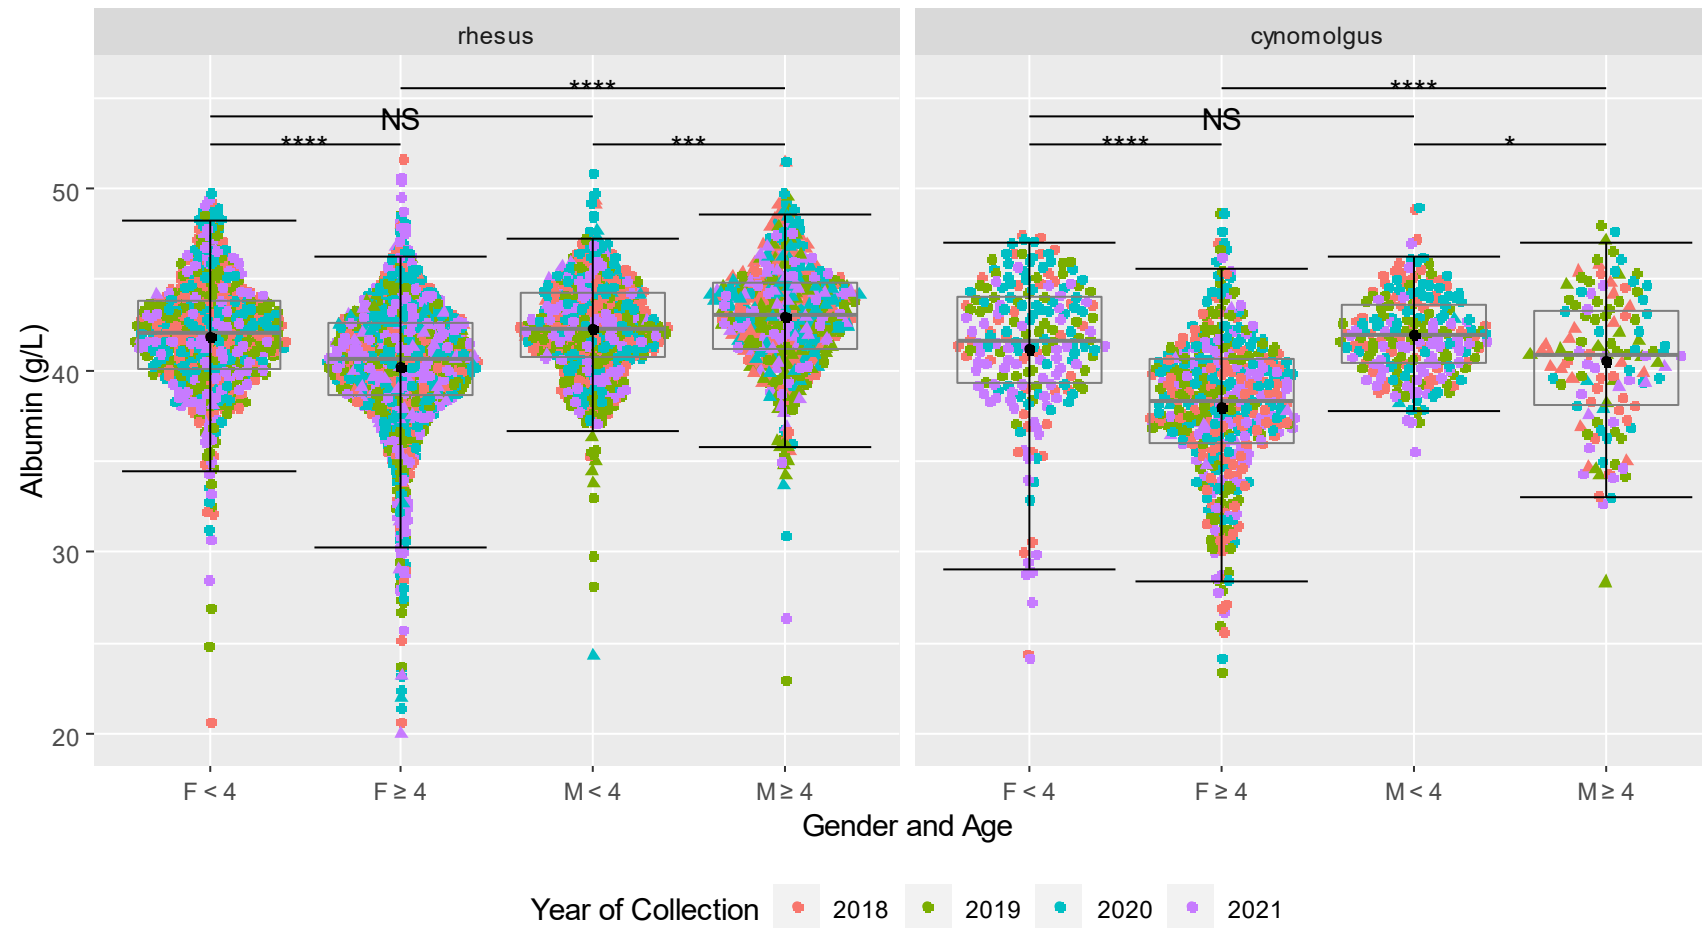 rhesus cynomolgus
**** ****
NS NS
**** *** **** *
50
40
30
20
Albumin (g/L)
F < 4 F ≥ 4 M < 4 M ≥ 4 F < 4 F ≥ 4 M < 4 M ≥ 4
Gender and Age
Year of Collection 2018 2019 2020 2021